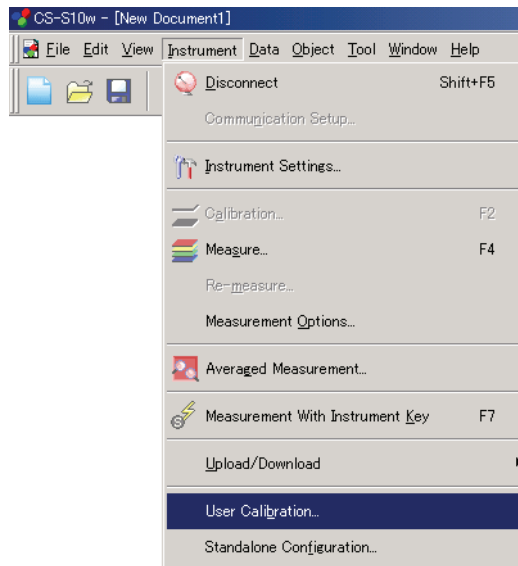 CS-S10w - [New Document1]
File Edit View Instrument Data Object Tool Window Help
Disconnect Shift+F5
Communication Setup...
Instrument Settings...
Calibration... F2
Measure... F4
Re-measure...
Measurement Options...
Averaged Measurement...
Measurement With Instrument Key F7
Upload/Download
User Calibration...
Standalone Configuration...